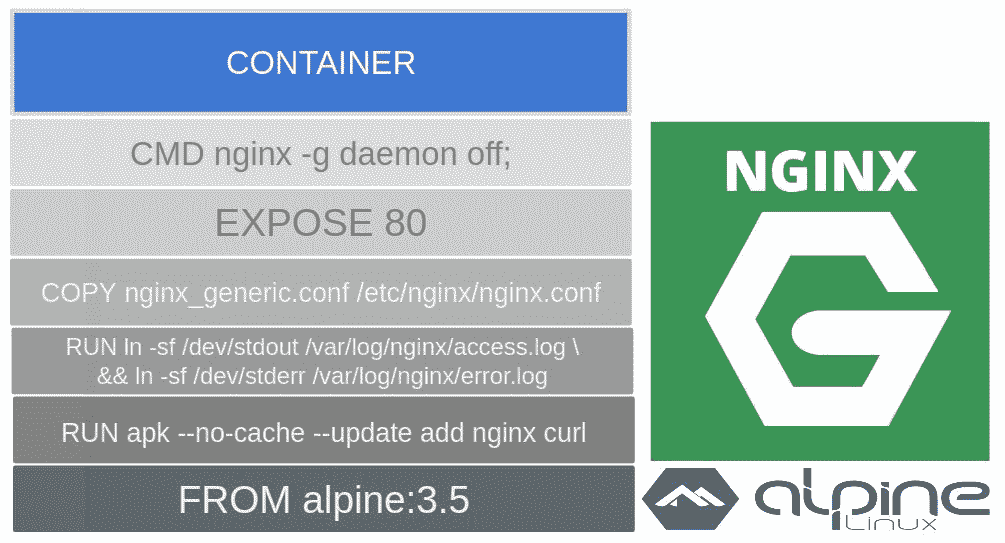 CONTAINER
CMD nginx -g daemon off;
EXPOSE 80
COPY nginx_generic.conf /etc/nginx/nginx.conf
RUN ln -sf /dev/stdout /var/log/nginx/access.log \
&& ln -sf /dev/stderr /var/log/nginx/error.log
RUN apk --no-cache --update add nginx curl
FROM alpine:3.5
NGINX
G
alpine
Linux